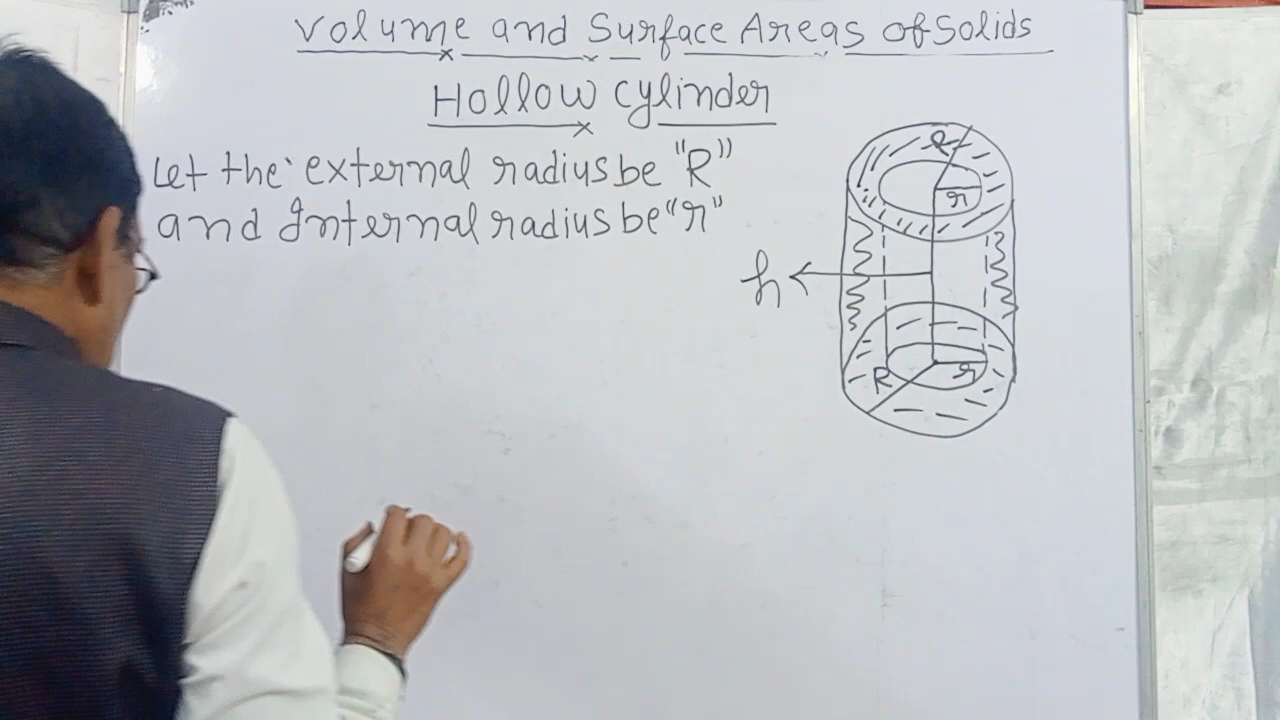 Volume and Surface Areas of Solids
Hollow cylinder
Let the external radius be "R"
and Internal radius be "r"
R
r
h
R
r